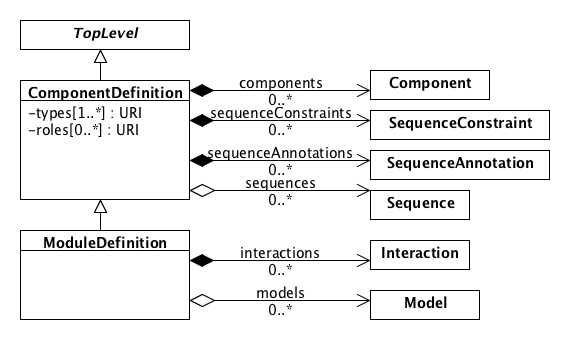 TopLevel
ComponentDefinition
–types[1..*] : URI
–roles[0..*] : URI
components
0..*
Component
sequenceConstraints
0..*
SequenceConstraint
sequenceAnnotations
0..*
SequenceAnnotation
sequences
0..*
Sequence
ModuleDefinition
interactions
0..*
Interaction
models
0..*
Model